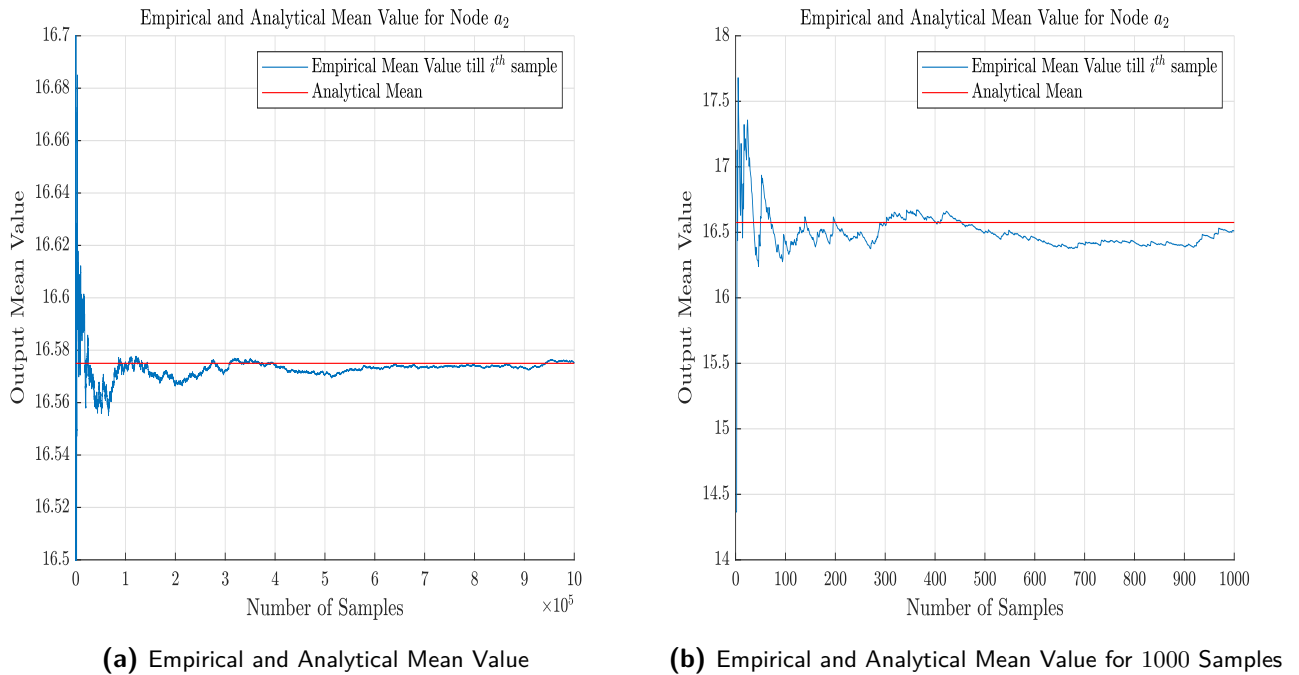 Empirical and Analytical Mean Value for Node a2
Empirical Mean Value till i^th sample
Analytical Mean
Output Mean Value
16.7
16.68
16.66
16.64
16.62
16.6
16.58
16.56
16.54
16.52
16.5
0 1 2 3 4 5 6 7 8 9 10
Number of Samples
×10^5
(a) Empirical and Analytical Mean Value
Empirical and Analytical Mean Value for Node a2
Empirical Mean Value till i^th sample
Analytical Mean
Output Mean Value
18
17.5
17
16.5
16
15.5
15
14.5
14
0 100 200 300 400 500 600 700 800 900 1000
Number of Samples
(b) Empirical and Analytical Mean Value for 1000 Samples